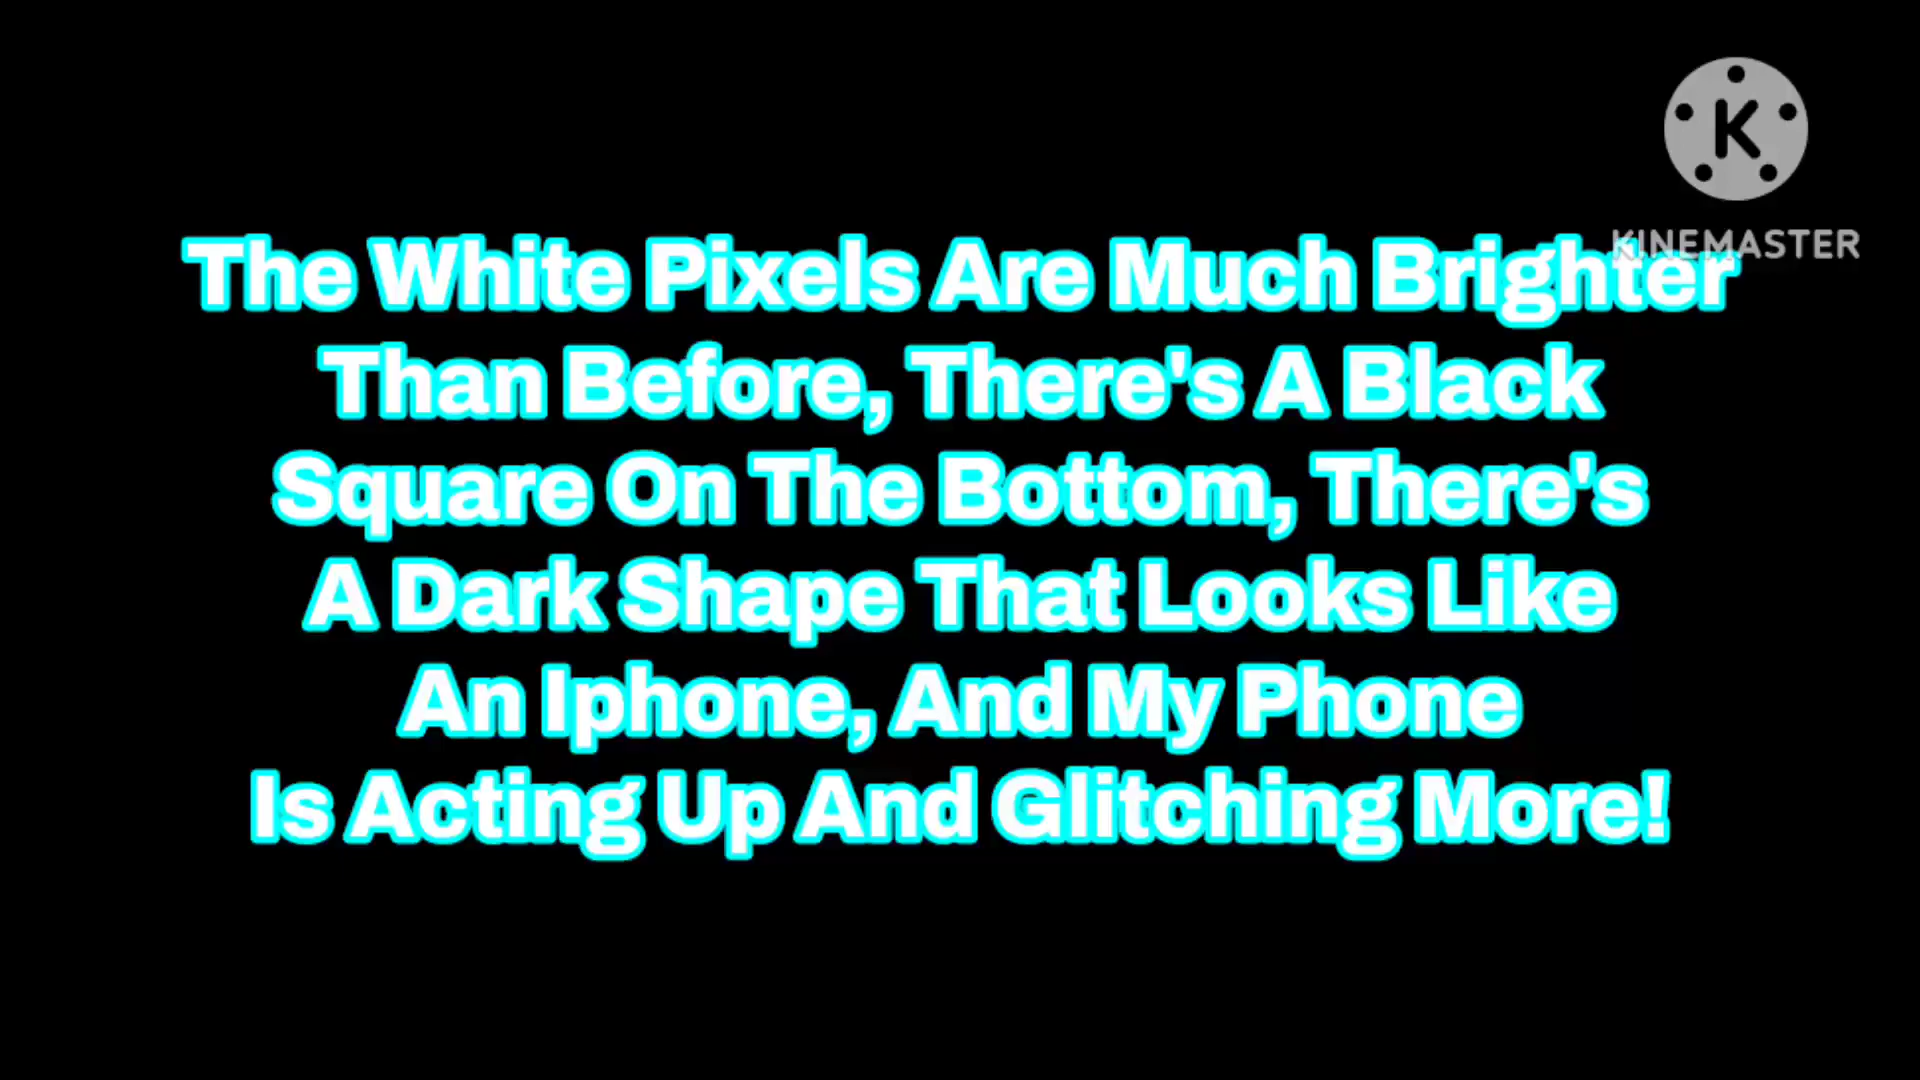 K
KINEMASTER
The White Pixels Are Much Brighter
Than Before, There's A Black
Square On The Bottom, There's
A Dark Shape That Looks Like
An Iphone, And My Phone
Is Acting Up And Glitching More!